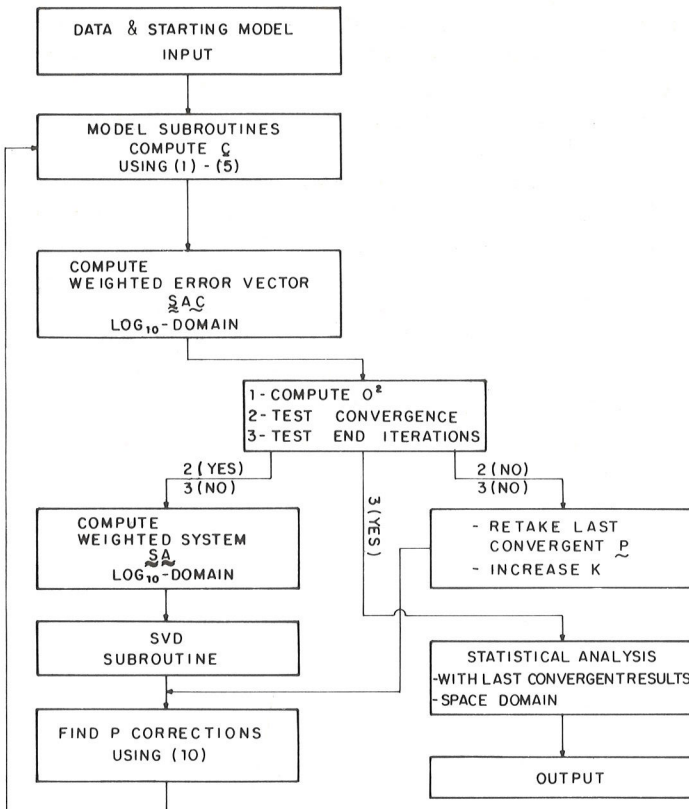 DATA & STARTING MODEL
INPUT
MODEL SUBROUTINES
COMPUTE C
USING (1) - (5)
COMPUTE
WEIGHTED ERROR VECTOR
SAC
LOG₁₀-DOMAIN
1 - COMPUTE O²
2 - TEST CONVERGENCE
3 - TEST END ITERATIONS
2 (YES)
3 (NO)
3 (YES)
2 (NO)
3 (NO)
COMPUTE
WEIGHTED SYSTEM
SA
LOG₁₀-DOMAIN
- RETAKE LAST
CONVERGENT P
- INCREASE K
SVD
SUBROUTINE
STATISTICAL ANALYSIS
-WITH LAST CONVERGENT RESULTS
-SPACE DOMAIN
FIND P CORRECTIONS
USING (10)
OUTPUT